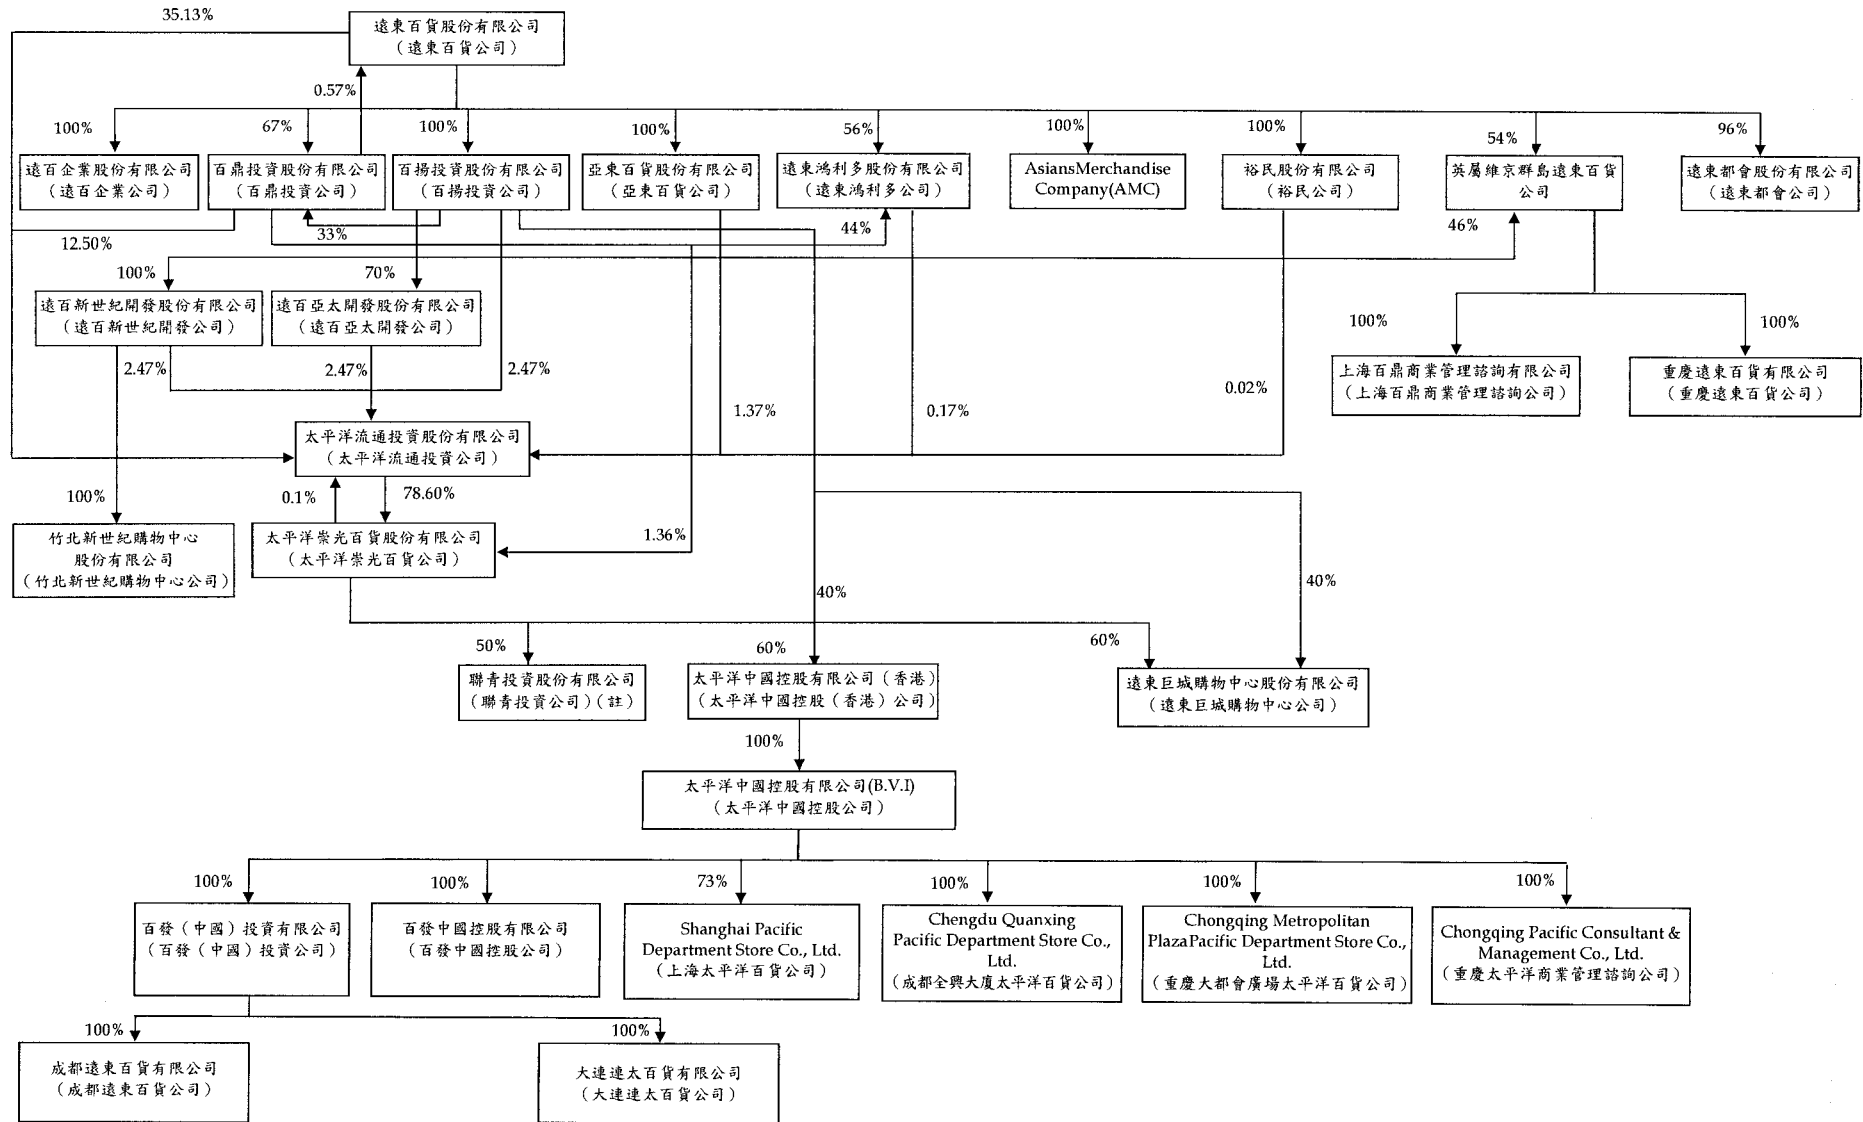 35.13%
遠東百貨股份有限公司
（遠東百貨公司）
0.57%
100%
67%
100%
100%
56%
100%
100%
54%
96%
遠百企業股份有限公司
（遠百企業公司）
百鼎投資股份有限公司
（百鼎投資公司）
百揚投資股份有限公司
（百揚投資公司）
亞東百貨股份有限公司
（亞東百貨公司）
遠東鴻利多股份有限公司
（遠東鴻利多公司）
AsiansMerchandise
Company(AMC)
裕民股份有限公司
（裕民公司）
英屬維京群島遠東百貨
公司
遠東都會股份有限公司
（遠東都會公司）
12.50%
33%
44%
46%
100%
70%
遠百新世紀開發股份有限公司
（遠百新世紀開發公司）
遠百亞太開發股份有限公司
（遠百亞太開發公司）
100%
100%
2.47%
2.47%
2.47%
上海百鼎商業管理諮詢有限公司
（上海百鼎商業管理諮詢公司）
重慶遠東百貨有限公司
（重慶遠東百貨公司）
1.37%
0.17%
0.02%
太平洋流通投資股份有限公司
（太平洋流通投資公司）
100%
0.1%
78.60%
竹北新世紀購物中心
股份有限公司
（竹北新世紀購物中心公司）
太平洋崇光百貨股份有限公司
（太平洋崇光百貨公司）
1.36%
40%
40%
50%
60%
60%
聯青投資股份有限公司
（聯青投資公司）（註）
太平洋中國控股有限公司（香港）
（太平洋中國控股（香港）公司）
遠東巨城購物中心股份有限公司
（遠東巨城購物中心公司）
100%
太平洋中國控股有限公司(B.V.I)
（太平洋中國控股公司）
100%
100%
73%
100%
100%
100%
百發（中國）投資有限公司
（百發（中國）投資公司）
百發中國控股有限公司
（百發中國控股公司）
Shanghai Pacific
Department Store Co., Ltd.
（上海太平洋百貨公司）
Chengdu Quanxing
Pacific Department Store Co.,
Ltd.
（成都全興大廈太平洋百貨公司）
Chongqing Metropolitan
PlazaPacific Department Store Co.,
Ltd.
（重慶大都會廣場太平洋百貨公司）
Chongqing Pacific Consultant &
Management Co., Ltd.
（重慶太平洋商業管理諮詢公司）
100%
100%
成都遠東百貨有限公司
（成都遠東百貨公司）
大連連太百貨有限公司
（大連連太百貨公司）